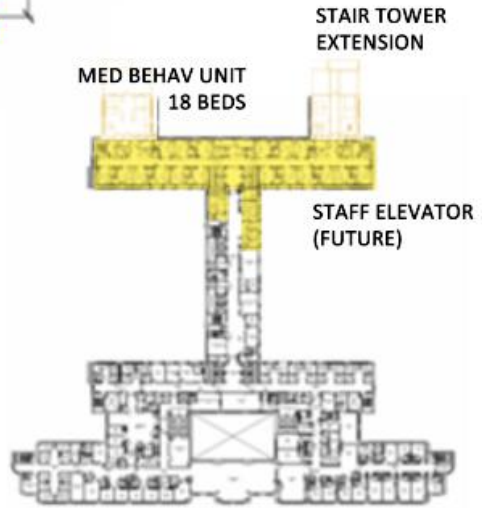 STAIR TOWER
EXTENSION
MED BEHAV UNIT
18 BEDS
STAFF ELEVATOR
(FUTURE)